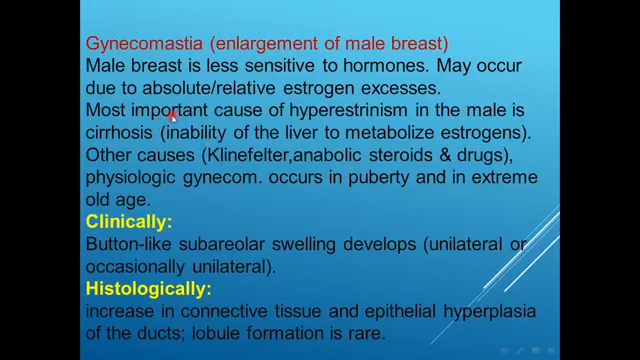 Gynecomastia (enlargement of male breast)
Male breast is less sensitive to hormones. May occur
due to absolute/relative estrogen excesses.
Most important cause of hyperestrinism in the male is
cirrhosis (inability of the liver to metabolize estrogens).
Other causes (Klinefelter,anabolic steroids & drugs),
physiologic gynecom. occurs in puberty and in extreme
old age.
Clinically:
Button-like subareolar swelling develops (unilateral or
occasionally unilateral).
Histologically:
increase in connective tissue and epithelial hyperplasia
of the ducts; lobule formation is rare.